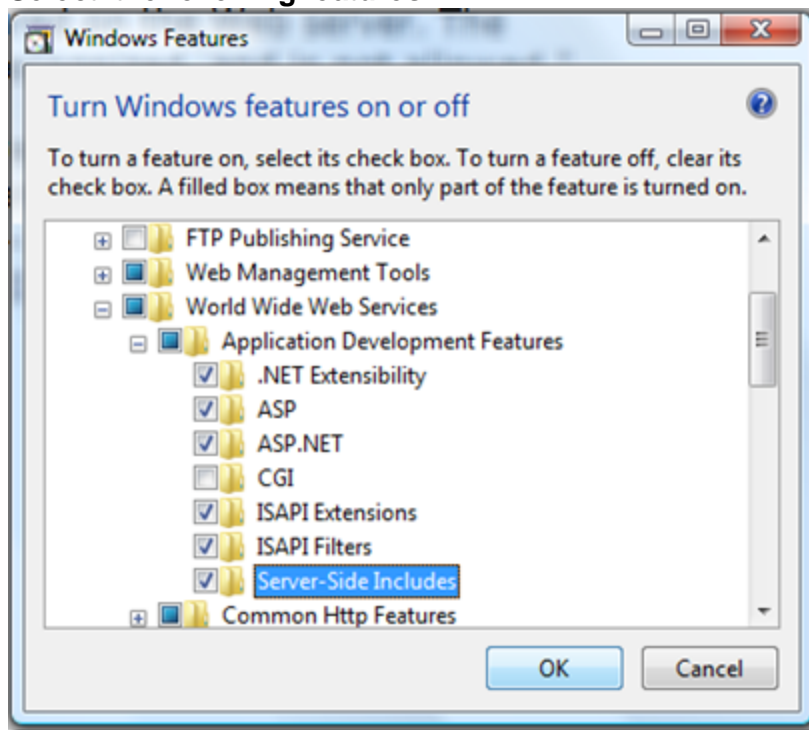 Windows Features
Turn Windows features on or off
To turn a feature on, select its check box. To turn a feature off, clear its
check box. A filled box means that only part of the feature is turned on.
FTP Publishing Service
Web Management Tools
World Wide Web Services
Application Development Features
.NET Extensibility
ASP
ASP.NET
CGI
ISAPI Extensions
ISAPI Filters
Server-Side Includes
Common Http Features
OK Cancel